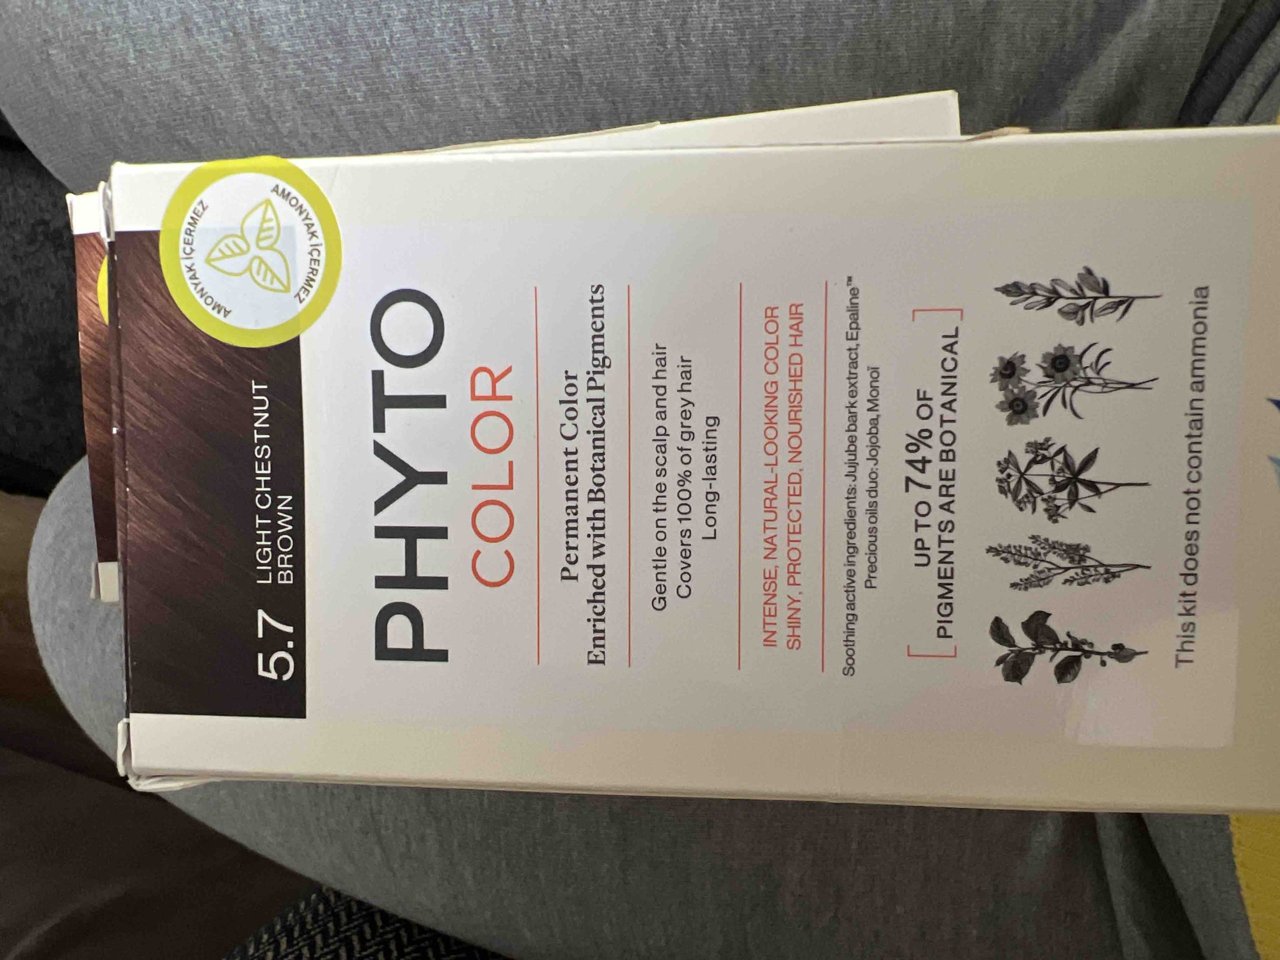 5.7 LIGHT CHESTNUT
BROWN
AMONYAK İÇERMEZ
AMONYAK İÇERMEZ
PHYTO
COLOR
Permanent Color
Enriched with Botanical Pigments
Gentle on the scalp and hair
Covers 100% of grey hair
Long-lasting
INTENSE, NATURAL-LOOKING COLOR
SHINY, PROTECTED, NOURISHED HAIR
Soothing active ingredients: Jujube bark extract, Epaline™
Precious oils duo: Jojoba, Monoï
UP TO 74% OF
PIGMENTS ARE BOTANICAL
This kit does not contain ammonia